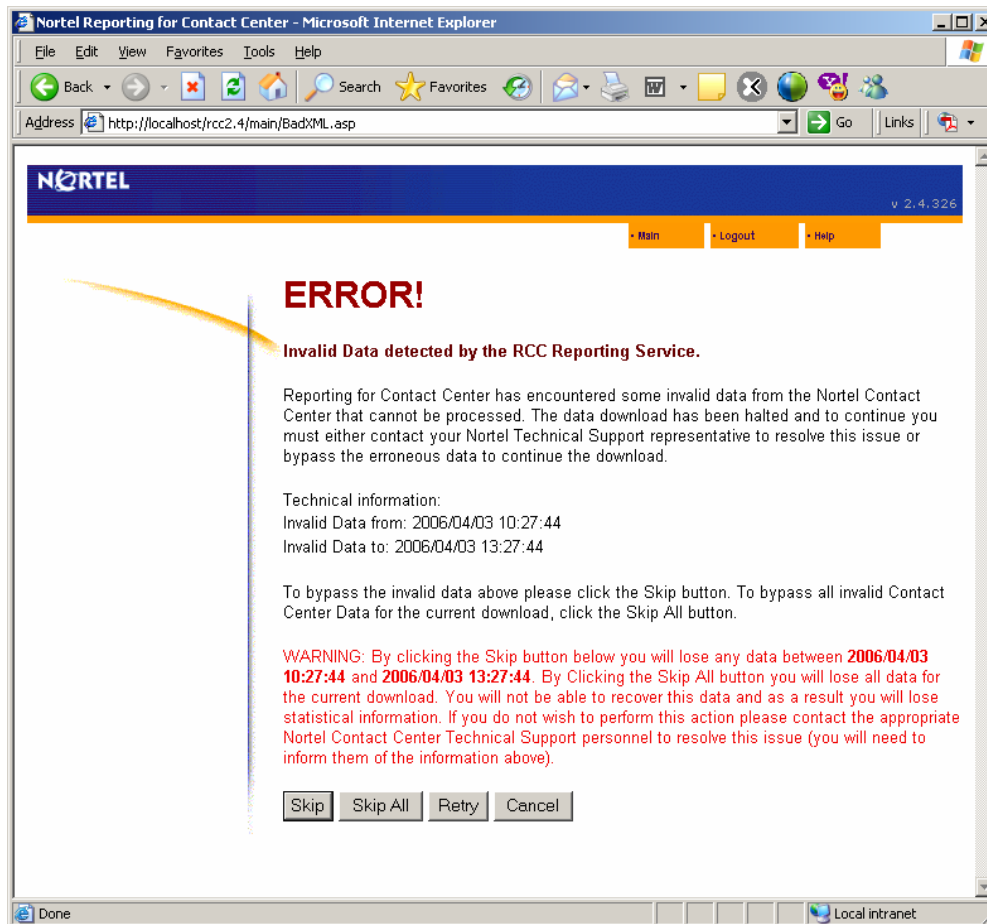 Nortel Reporting for Contact Center - Microsoft Internet Explorer
File Edit View Favorites Tools Help
Back Search Favorites
Address http://localhost/rcc2.4/main/BadXML.asp Go Links
NORTEL
v 2.4.326
• Main • Logout • Help
ERROR!
Invalid Data detected by the RCC Reporting Service.
Reporting for Contact Center has encountered some invalid data from the Nortel Contact
Center that cannot be processed. The data download has been halted and to continue you
must either contact your Nortel Technical Support representative to resolve this issue or
bypass the erroneous data to continue the download.
Technical information:
Invalid Data from: 2006/04/03 10:27:44
Invalid Data to: 2006/04/03 13:27:44
To bypass the invalid data above please click the Skip button. To bypass all invalid Contact
Center Data for the current download, click the Skip All button.
WARNING: By clicking the Skip button below you will lose any data between 2006/04/03
10:27:44 and 2006/04/03 13:27:44. By Clicking the Skip All button you will lose all data for
the current download. You will not be able to recover this data and as a result you will lose
statistical information. If you do not wish to perform this action please contact the appropriate
Nortel Contact Center Technical Support personnel to resolve this issue (you will need to
inform them of the information above).
Skip Skip All Retry Cancel
Done Local intranet